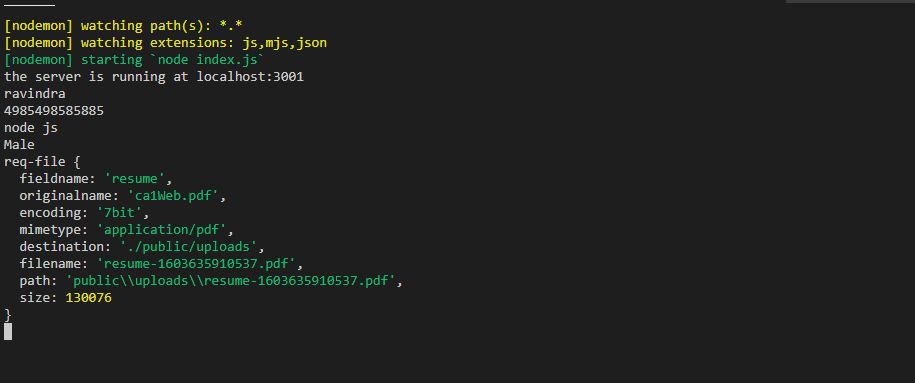 [nodemon] watching path(s): *.*
[nodemon] watching extensions: js,mjs,json
[nodemon] starting `node index.js`
the server is running at localhost:3001
ravindra
4985498585885
node js
Male
req-file {
  fieldname: 'resume',
  originalname: 'ca1Web.pdf',
  encoding: '7bit',
  mimetype: 'application/pdf',
  destination: './public/uploads',
  filename: 'resume-1603635910537.pdf',
  path: 'public\\uploads\\resume-1603635910537.pdf',
  size: 130076
}